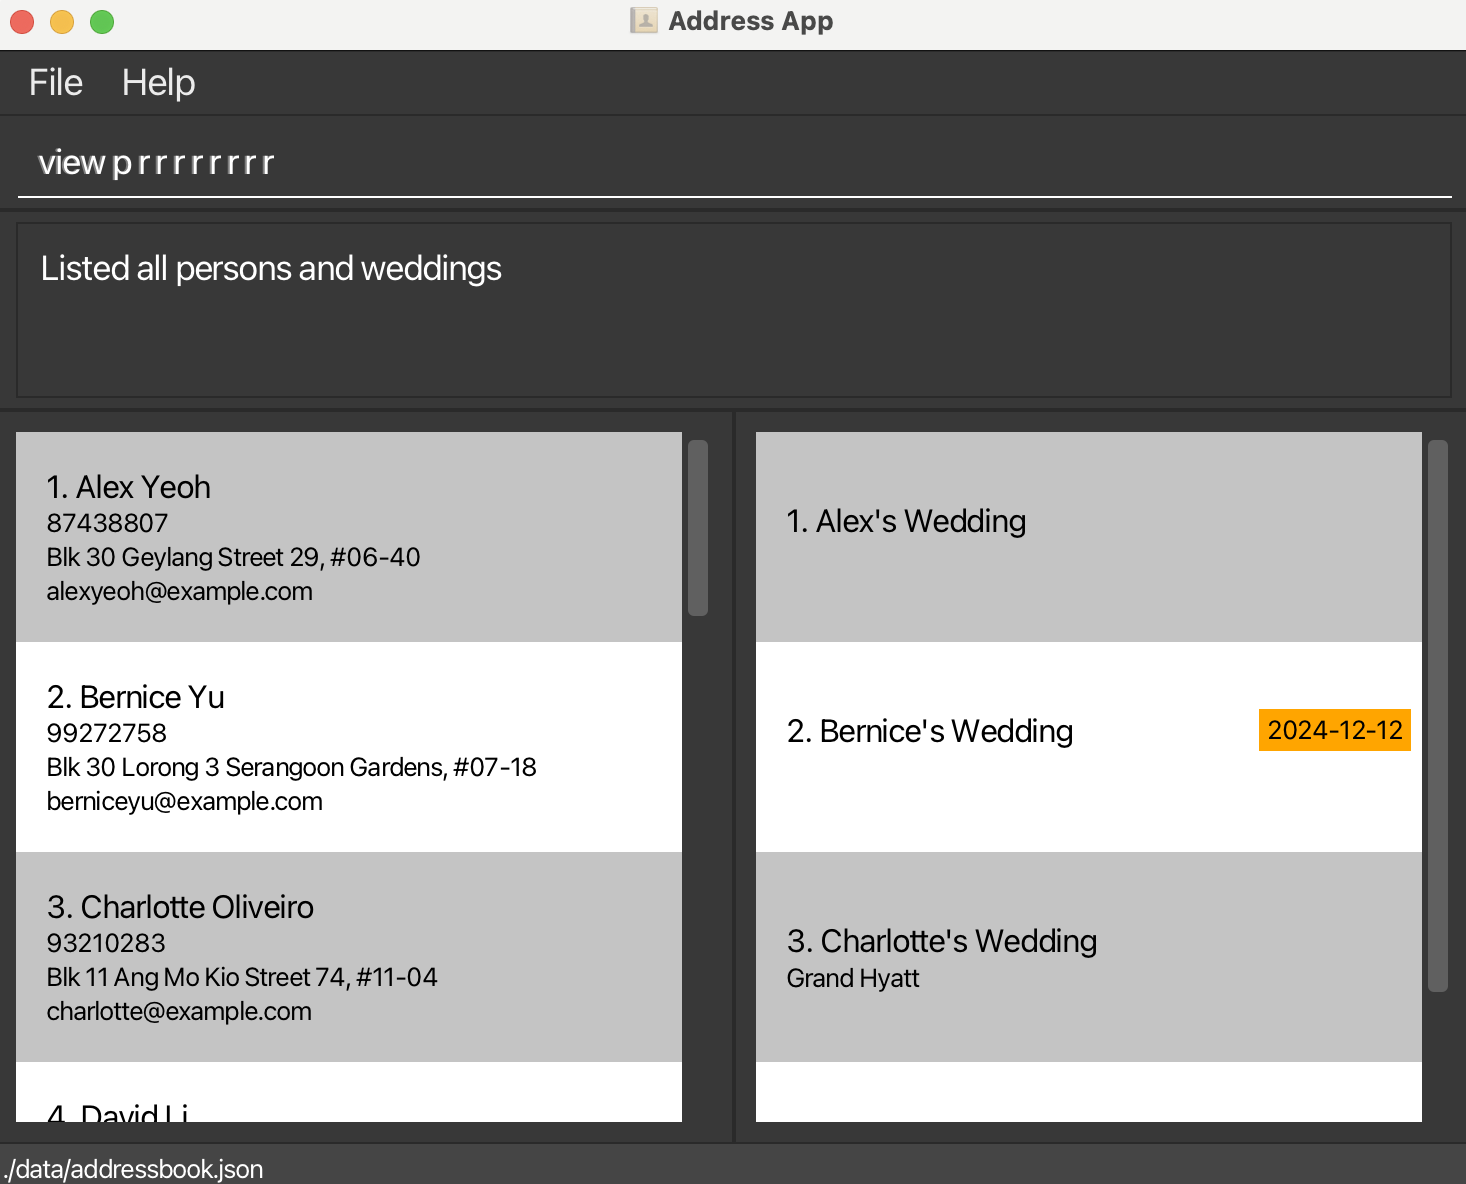 Address App
File Help
view p r r r r r r r r
Listed all persons and weddings
1. Alex Yeoh
87438807
Blk 30 Geylang Street 29, #06-40
alexyeoh@example.com
2. Bernice Yu
99272758
Blk 30 Lorong 3 Serangoon Gardens, #07-18
berniceyu@example.com
3. Charlotte Oliveiro
93210283
Blk 11 Ang Mo Kio Street 74, #11-04
charlotte@example.com
4. David Li
1. Alex's Wedding
2. Bernice's Wedding 2024-12-12
3. Charlotte's Wedding
Grand Hyatt
./data/addressbook.json